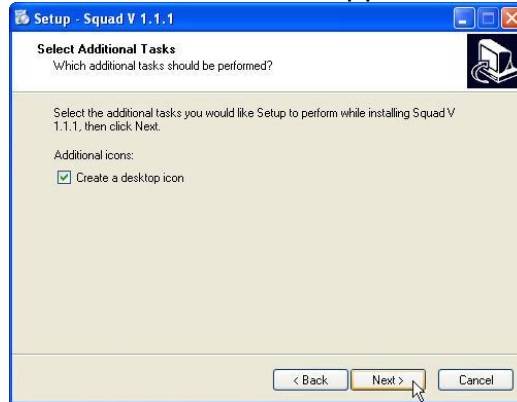 Setup - Squad V 1.1.1
Select Additional Tasks
Which additional tasks should be performed?
Select the additional tasks you would like Setup to perform while installing Squad V
1.1.1, then click Next.
Additional icons:
Create a desktop icon
< Back Next > Cancel